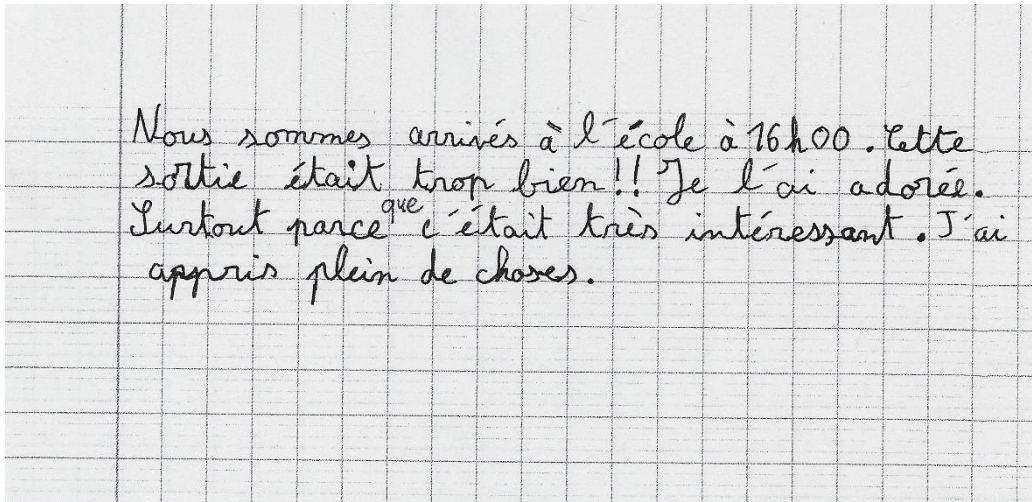 Nous sommes arrivés à l'école à 16h00. Cette
sortie était trop bien!! Je l'ai adorée.
Surtout parce que c'était très intéressant. J'ai
appris plein de choses.